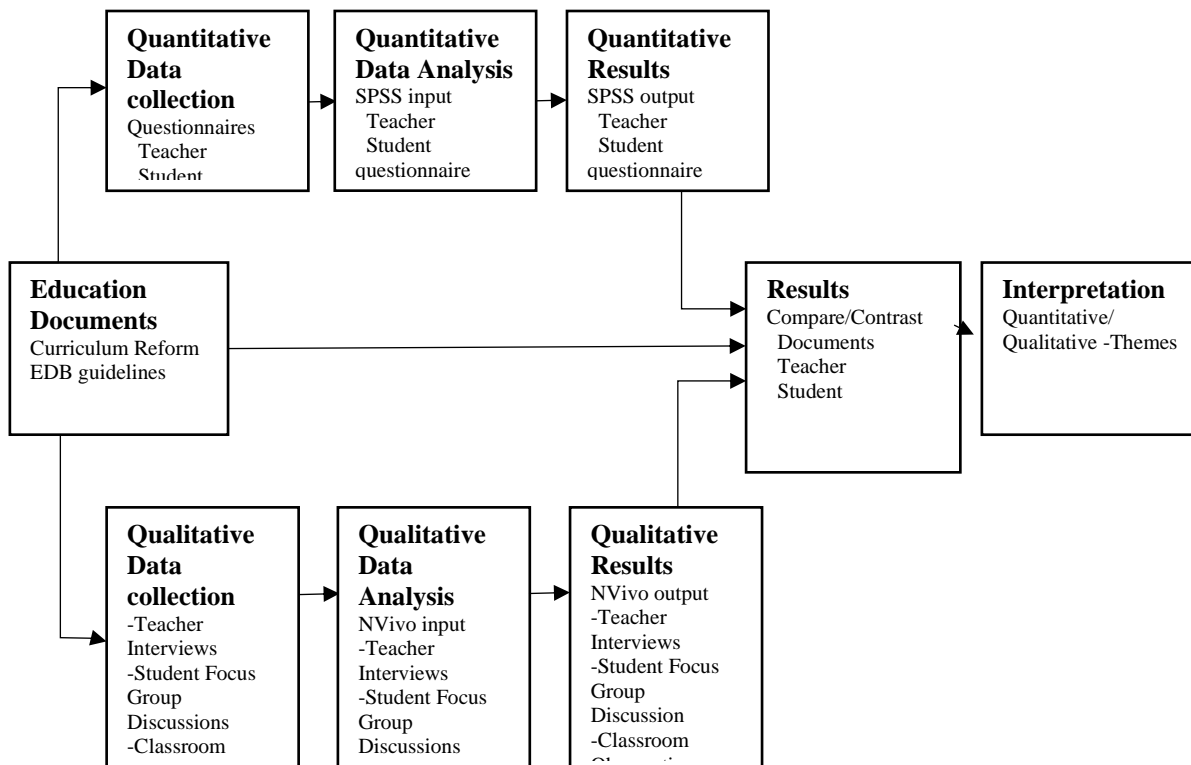 Quantitative
Data
collection
Questionnaires
Teacher
Student
Quantitative
Data Analysis
SPSS input
Teacher
Student
questionnaire
Quantitative
Results
SPSS output
Teacher
Student
questionnaire
Education
Documents
Curriculum Reform
EDB guidelines
Results
Compare/Contrast
Documents
Teacher
Student
Interpretation
Quantitative/
Qualitative -Themes
Qualitative
Data
collection
-Teacher
Interviews
-Student Focus
Group
Discussions
-Classroom
Qualitative
Data
Analysis
NVivo input
-Teacher
Interviews
-Student Focus
Group
Discussions
Qualitative
Results
NVivo output
-Teacher
Interviews
-Student Focus
Group
Discussion
-Classroom